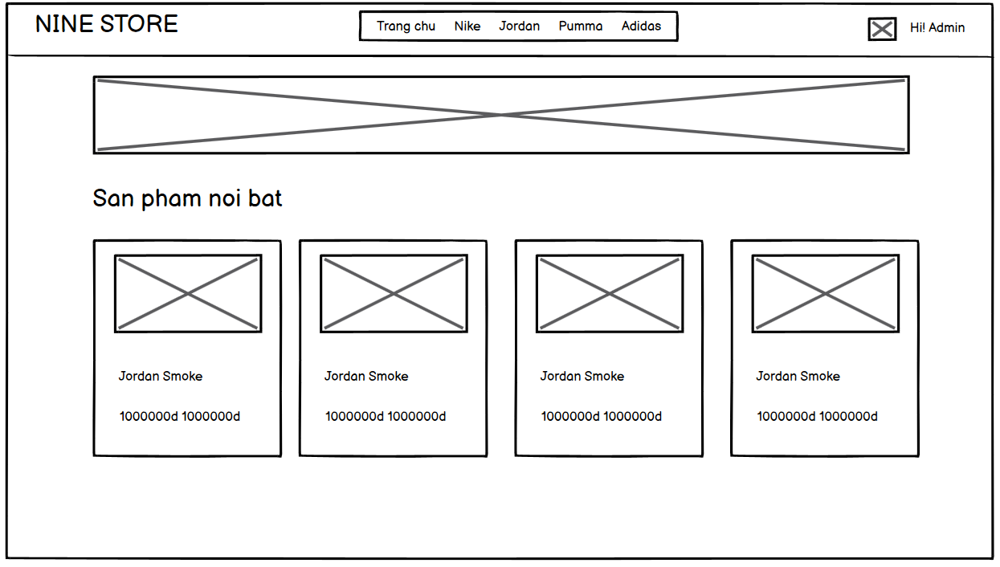 NINE STORE
Trang chu Nike Jordan Pumma Adidas
Hi! Admin
San pham noi bat
Jordan Smoke
1000000d 1000000d
Jordan Smoke
1000000d 1000000d
Jordan Smoke
1000000d 1000000d
Jordan Smoke
1000000d 1000000d